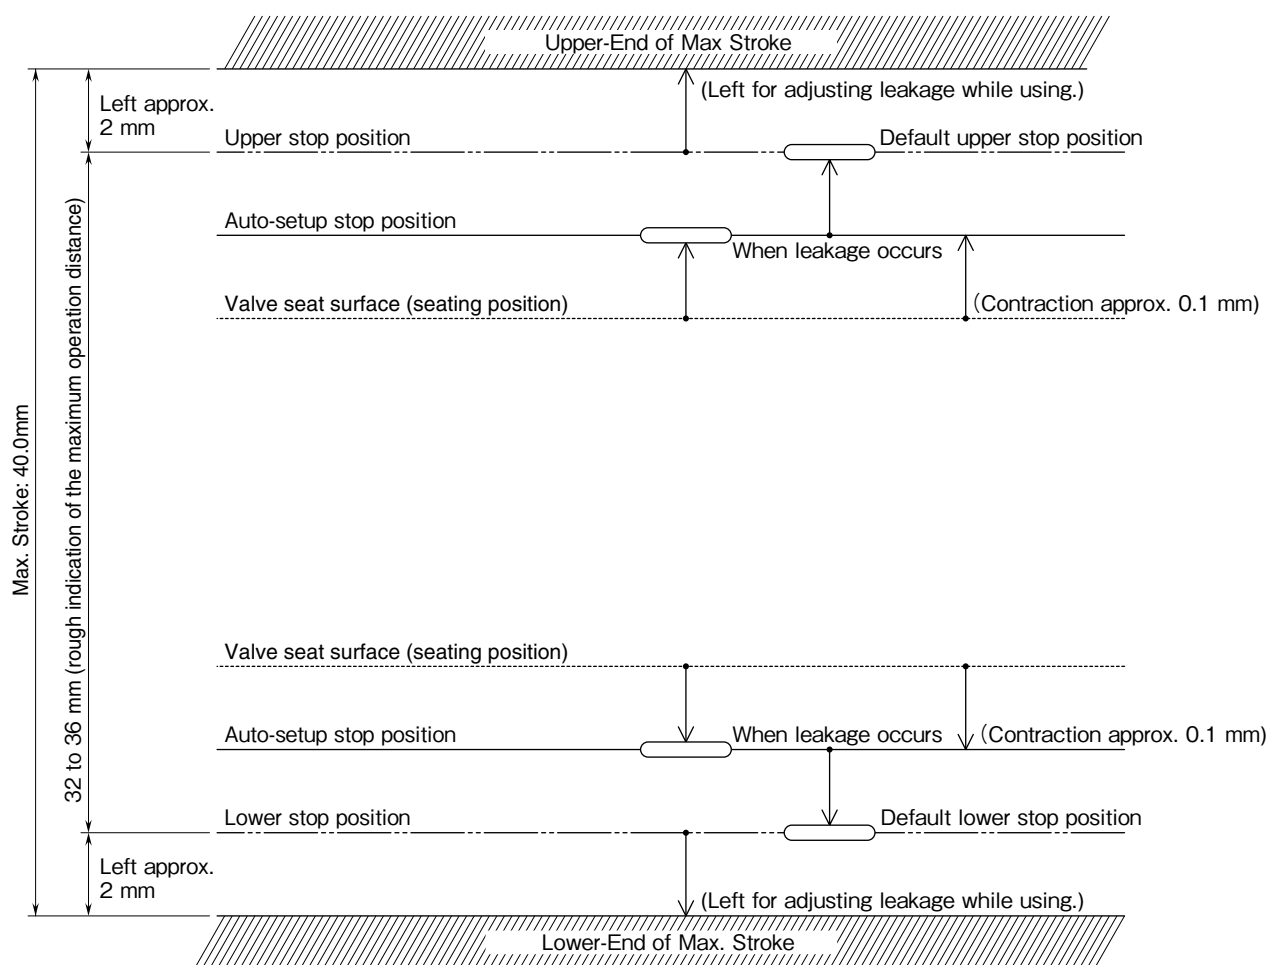 Upper-End of Max Stroke
(Left for adjusting leakage while using.)
Left approx.
2 mm
Upper stop position
Default upper stop position
Auto-setup stop position
When leakage occurs
Valve seat surface (seating position)
(Contraction approx. 0.1 mm)
Max. Stroke: 40.0mm
32 to 36 mm (rough indication of the maximum operation distance)
Valve seat surface (seating position)
Auto-setup stop position
When leakage occurs
(Contraction approx. 0.1 mm)
Lower stop position
Default lower stop position
Left approx.
2 mm
(Left for adjusting leakage while using.)
Lower-End of Max. Stroke